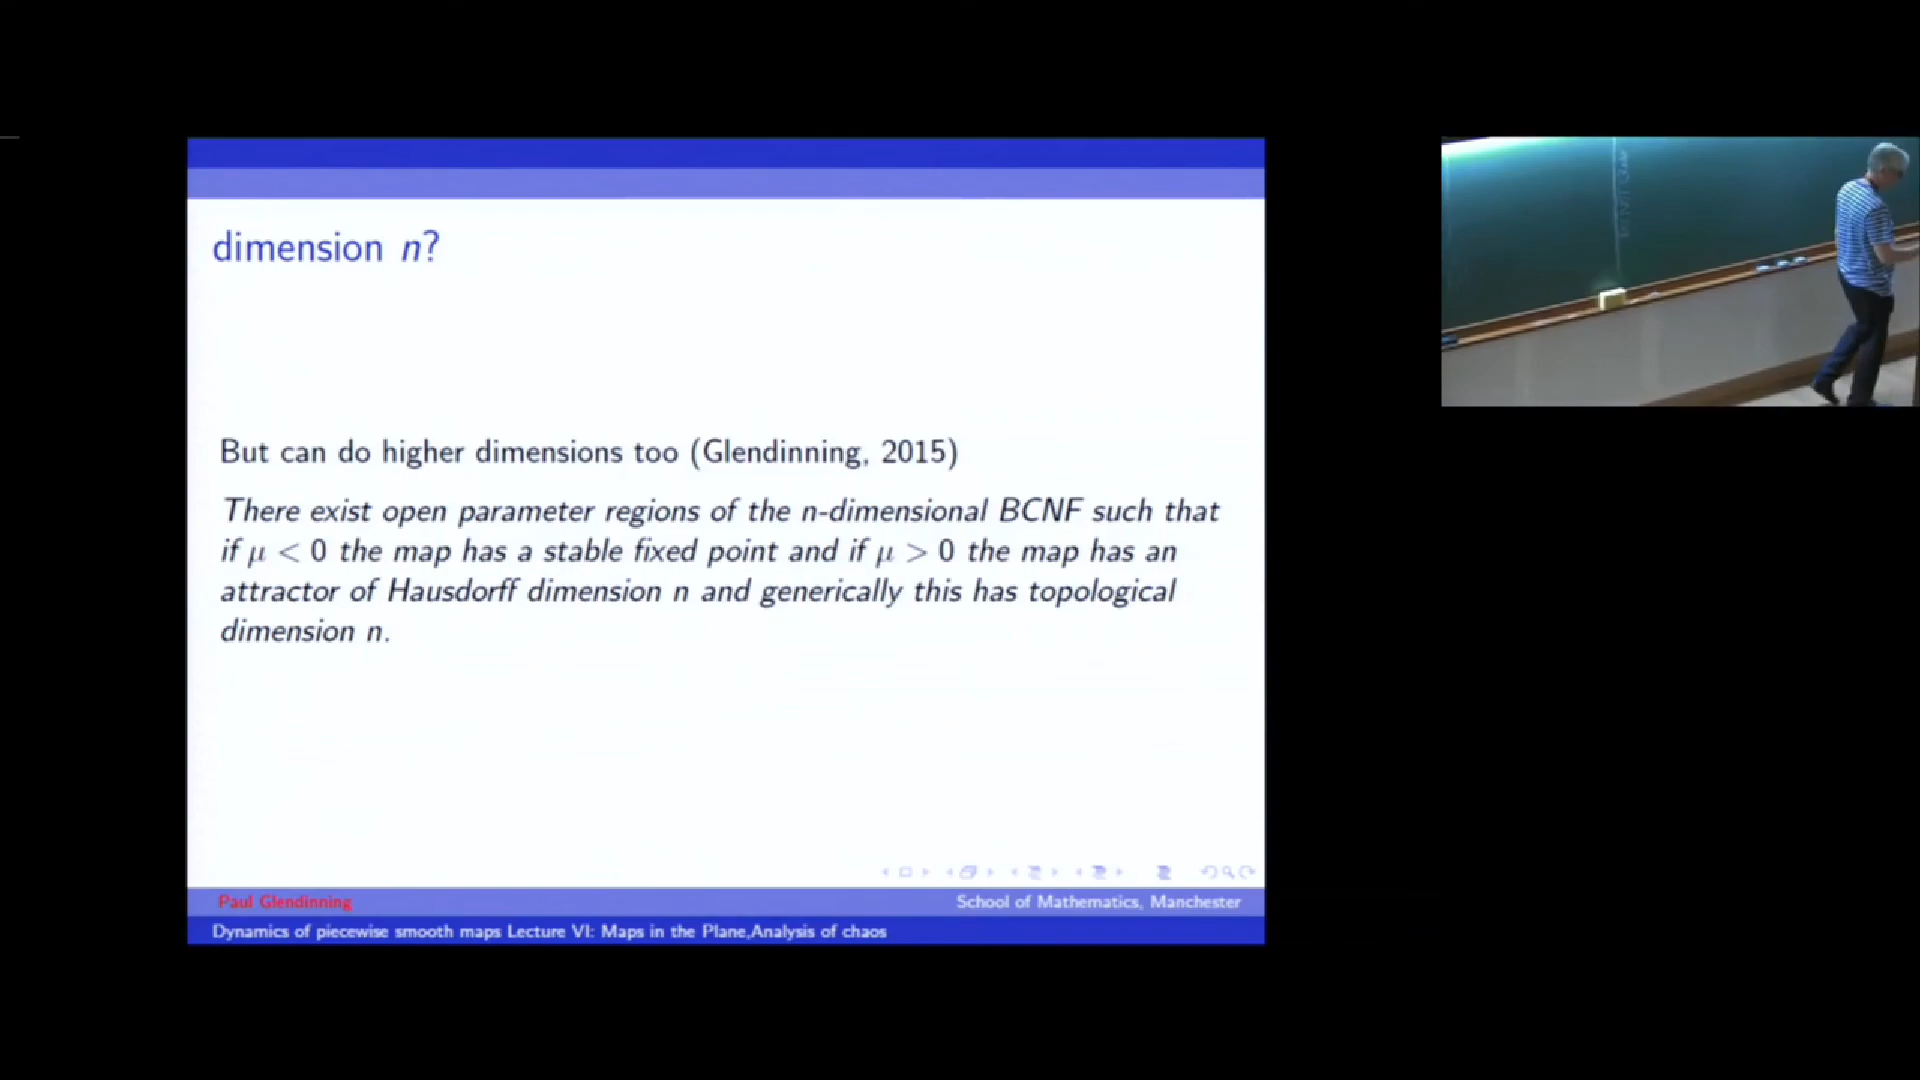 dimension n?
But can do higher dimensions too (Glendinning, 2015)
There exist open parameter regions of the n-dimensional BCNF such that
if μ < 0 the map has a stable fixed point and if μ > 0 the map has an
attractor of Hausdorff dimension n and generically this has topological
dimension n.
Paul Glendinning
School of Mathematics, Manchester
Dynamics of piecewise smooth maps Lecture VI: Maps in the Plane,Analysis of chaos